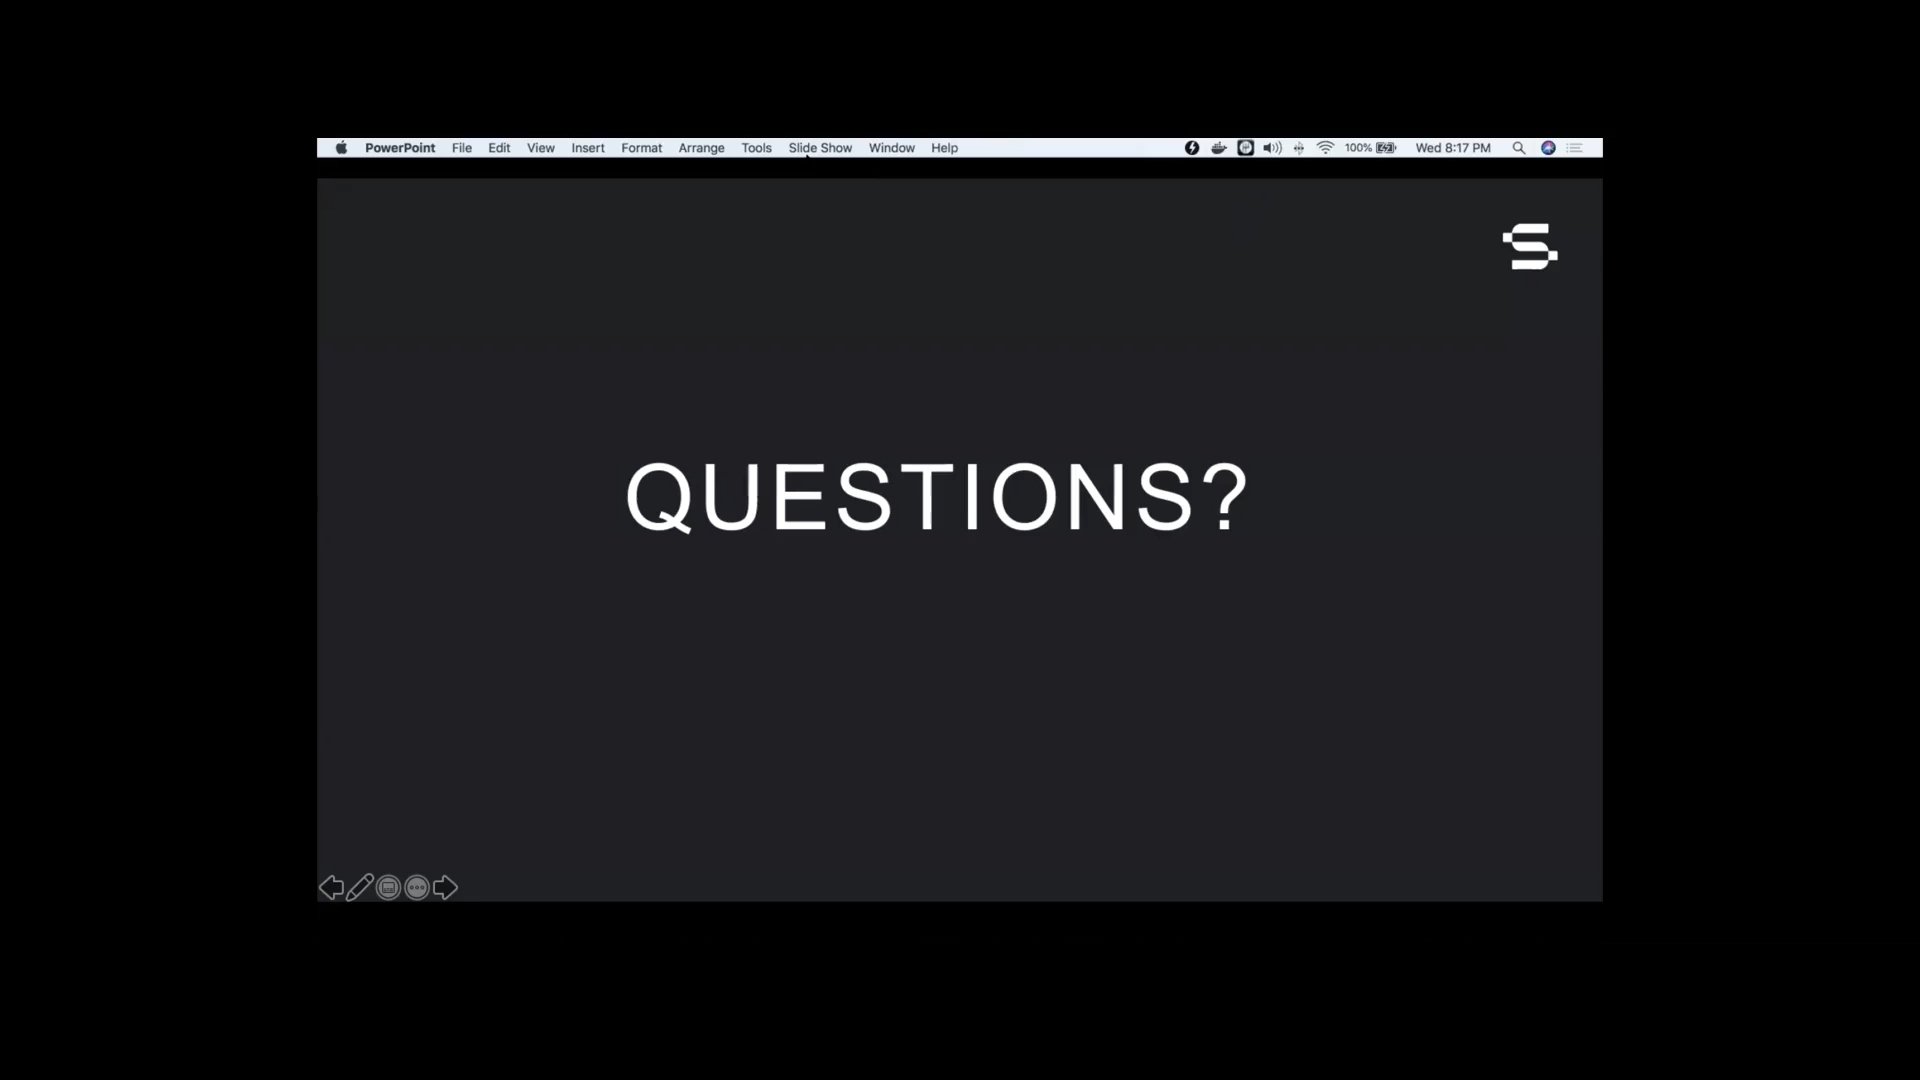 PowerPoint File Edit View Insert Format Arrange Tools Slide Show Window Help 100% Wed 8:17 PM
S
QUESTIONS?